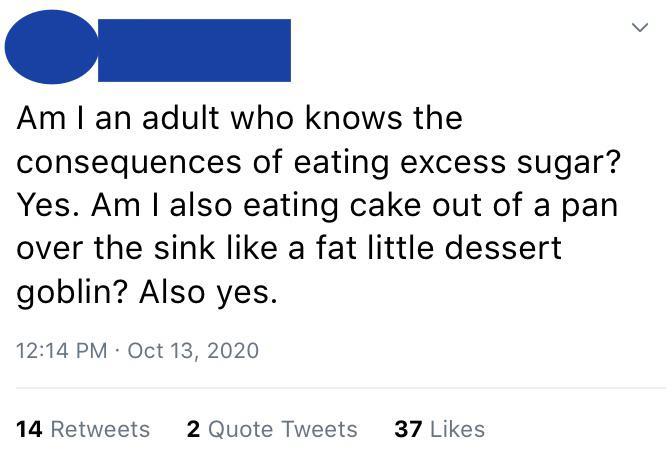 Am I an adult who knows the
consequences of eating excess sugar?
Yes. Am I also eating cake out of a pan
over the sink like a fat little dessert
goblin? Also yes.
12:14 PM · Oct 13, 2020
14 Retweets 2 Quote Tweets 37 Likes